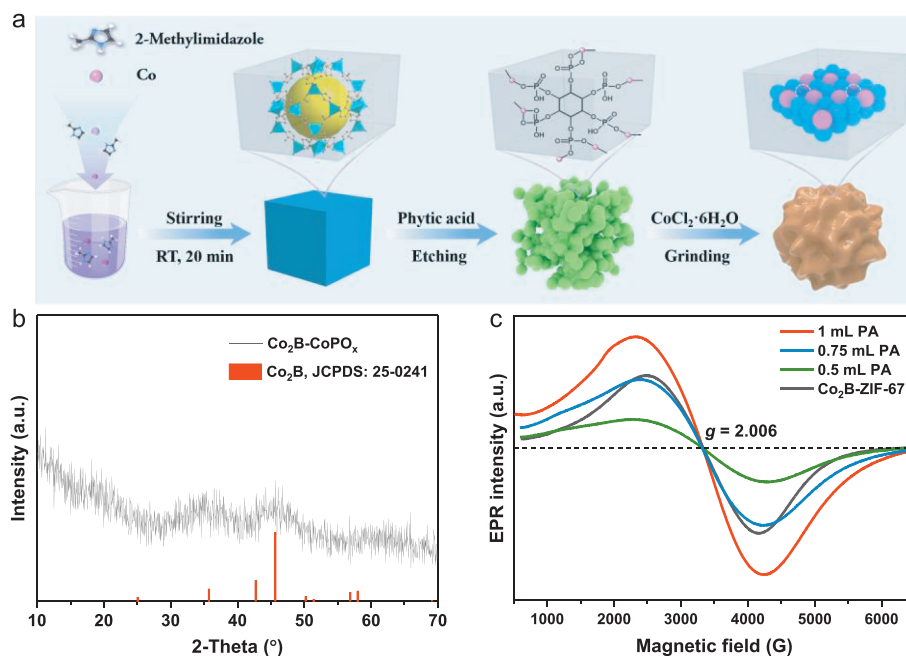 a
2-Methylimidazole
Co
Stirring
RT, 20 min
Phytic acid
Etching
CoCl₂·6H₂O
Grinding
b
Co₂B-CoPOₓ
Co₂B, JCPDS: 25-0241
Intensity (a.u.)
10 20 30 40 50 60 70
2-Theta (°)
c
1 mL PA
0.75 mL PA
0.5 mL PA
Co₂B-ZIF-67
g = 2.006
EPR intensity (a.u.)
1000 2000 3000 4000 5000 6000
Magnetic field (G)